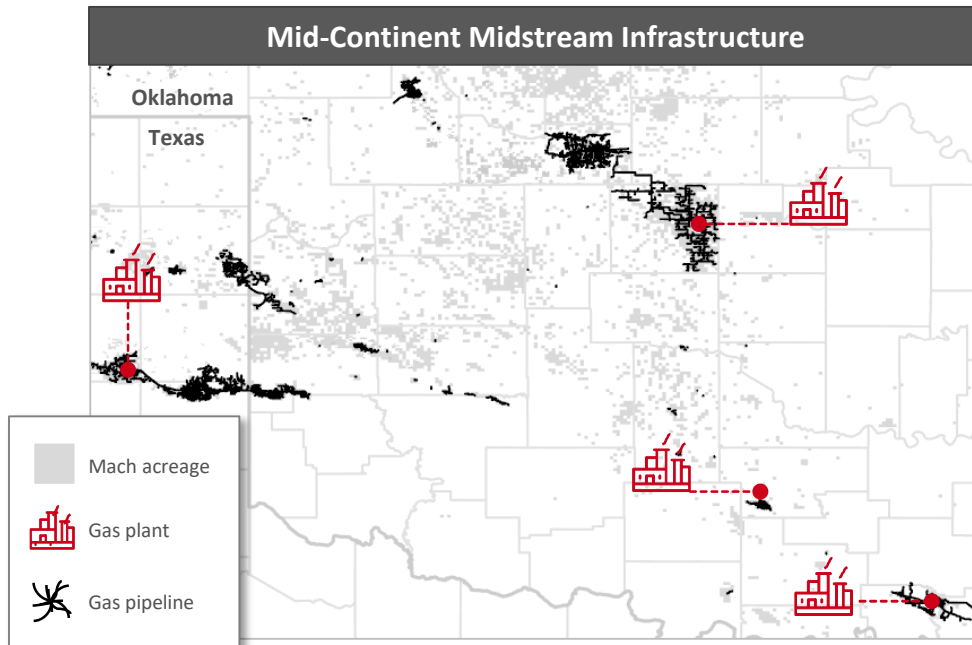 Mid-Continent Midstream Infrastructure
Oklahoma
Texas
Mach acreage
Gas plant
Gas pipeline